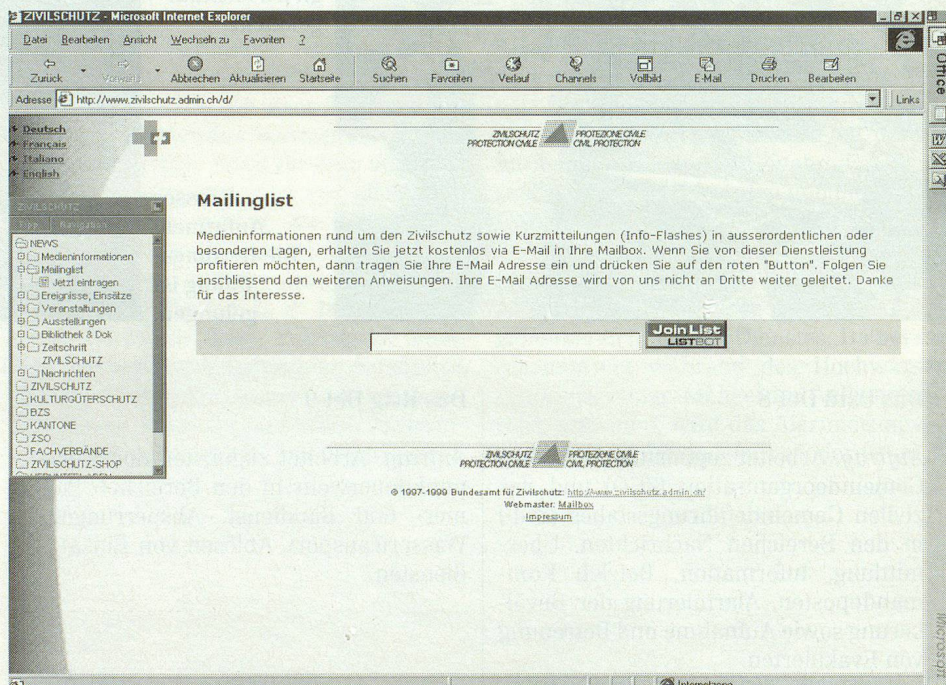 ZIVILSCHUTZ - Microsoft Internet Explorer
Datei Bearbeiten Ansicht Wechseln zu Favoriten ?
Zurück Vorwärts Abbrechen Aktualisieren Startseite Suchen Favoriten Verlauf Channels Vollbild E-Mail Drucken Bearbeiten
Adresse http://www.zivilschutz.admin.ch/d/ Links
Office
Deutsch
Français
Italiano
English
ZIVILSCHUTZ PROTEZIONE CIVILE
PROTECTION CIVILE CIVIL PROTECTION
ZIVILSCHUTZ
Navigation
NEWS
Medieninformationen
Mailinglist
Jetzt eintragen
Ereignisse, Einsätze
Veranstaltungen
Ausstellungen
Bibliothek & Dok
Zeitschrift
ZIVILSCHUTZ
Nachrichten
ZIVILSCHUTZ
KULTURGÜTERSCHUTZ
BZS
KANTONE
ZSO
FACHVERBÄNDE
ZIVILSCHUTZ-SHOP
Mailinglist
Medieninformationen rund um den Zivilschutz sowie Kurzmitteilungen (Info-Flashes) in ausserordentlichen oder
besonderen Lagen, erhalten Sie jetzt kostenlos via E-Mail in Ihre Mailbox. Wenn Sie von dieser Dienstleistung
profitieren möchten, dann tragen Sie Ihre E-Mail Adresse ein und drücken Sie auf den roten "Button". Folgen Sie
anschliessend den weiteren Anweisungen. Ihre E-Mail Adresse wird von uns nicht an Dritte weiter geleitet. Danke
für das Interesse.
Join List
LISTBOT
ZIVILSCHUTZ PROTEZIONE CIVILE
PROTECTION CIVILE CIVIL PROTECTION
© 1997-1999 Bundesamt für Zivilschutz: http://www.zivilschutz.admin.ch/
Webmaster: Mailbox
Impressum
Microsoft
Internetzone